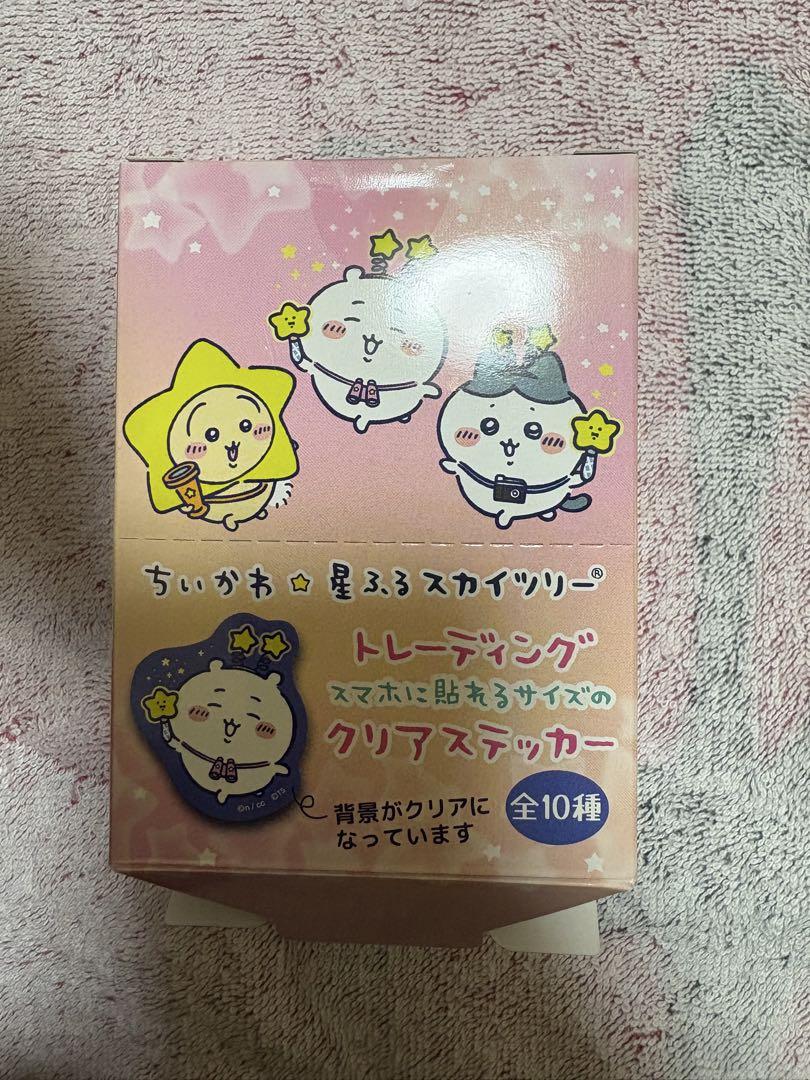 ちいかわ☆星ふるスカイツリー®
トレーディング
スマホに貼れるサイズの
クリアステッカー
©n/cc ©TS
背景がクリアに
なっています
全10種